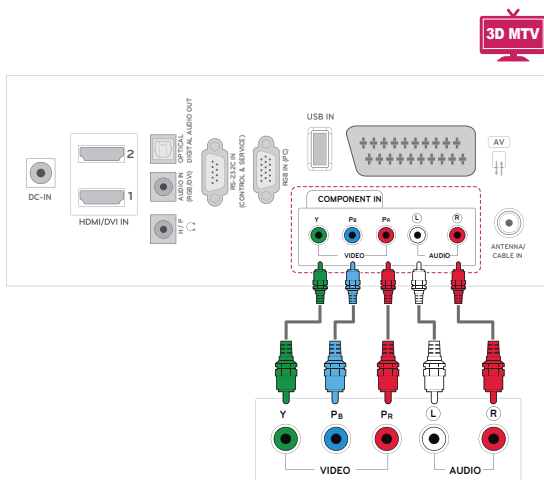 3D MTV
USB IN
AV
OPTICAL
DIGITAL AUDIO OUT
2
AUDIO IN
(RGB/DVI)
RS-232C IN
(CONTROL & SERVICE)
RGB IN (PC)
1
DC-IN
HDMI/DVI IN
H / P
COMPONENT IN
Y
PB
PR
L
R
VIDEO
AUDIO
ANTENNA/
CABLE IN
Y
PB
PR
L
R
VIDEO
AUDIO